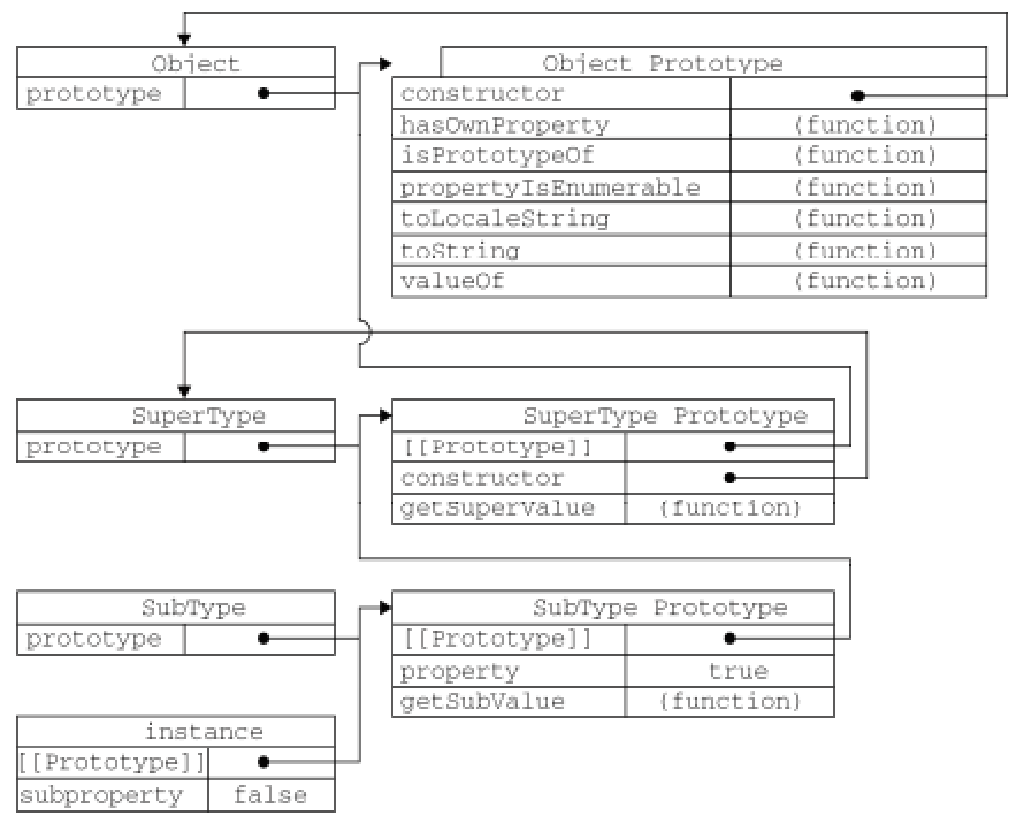 Object
prototype
Object Prototype
constructor
hasOwnProperty (function)
isPrototypeOf (function)
propertyIsEnumerable (function)
toLocaleString (function)
toString (function)
valueOf (function)
SuperType
prototype
SuperType Prototype
[[Prototype]]
constructor
getSuperValue (function)
SubType
prototype
SubType Prototype
[[Prototype]]
property true
getSubValue (function)
instance
[[Prototype]]
subproperty false